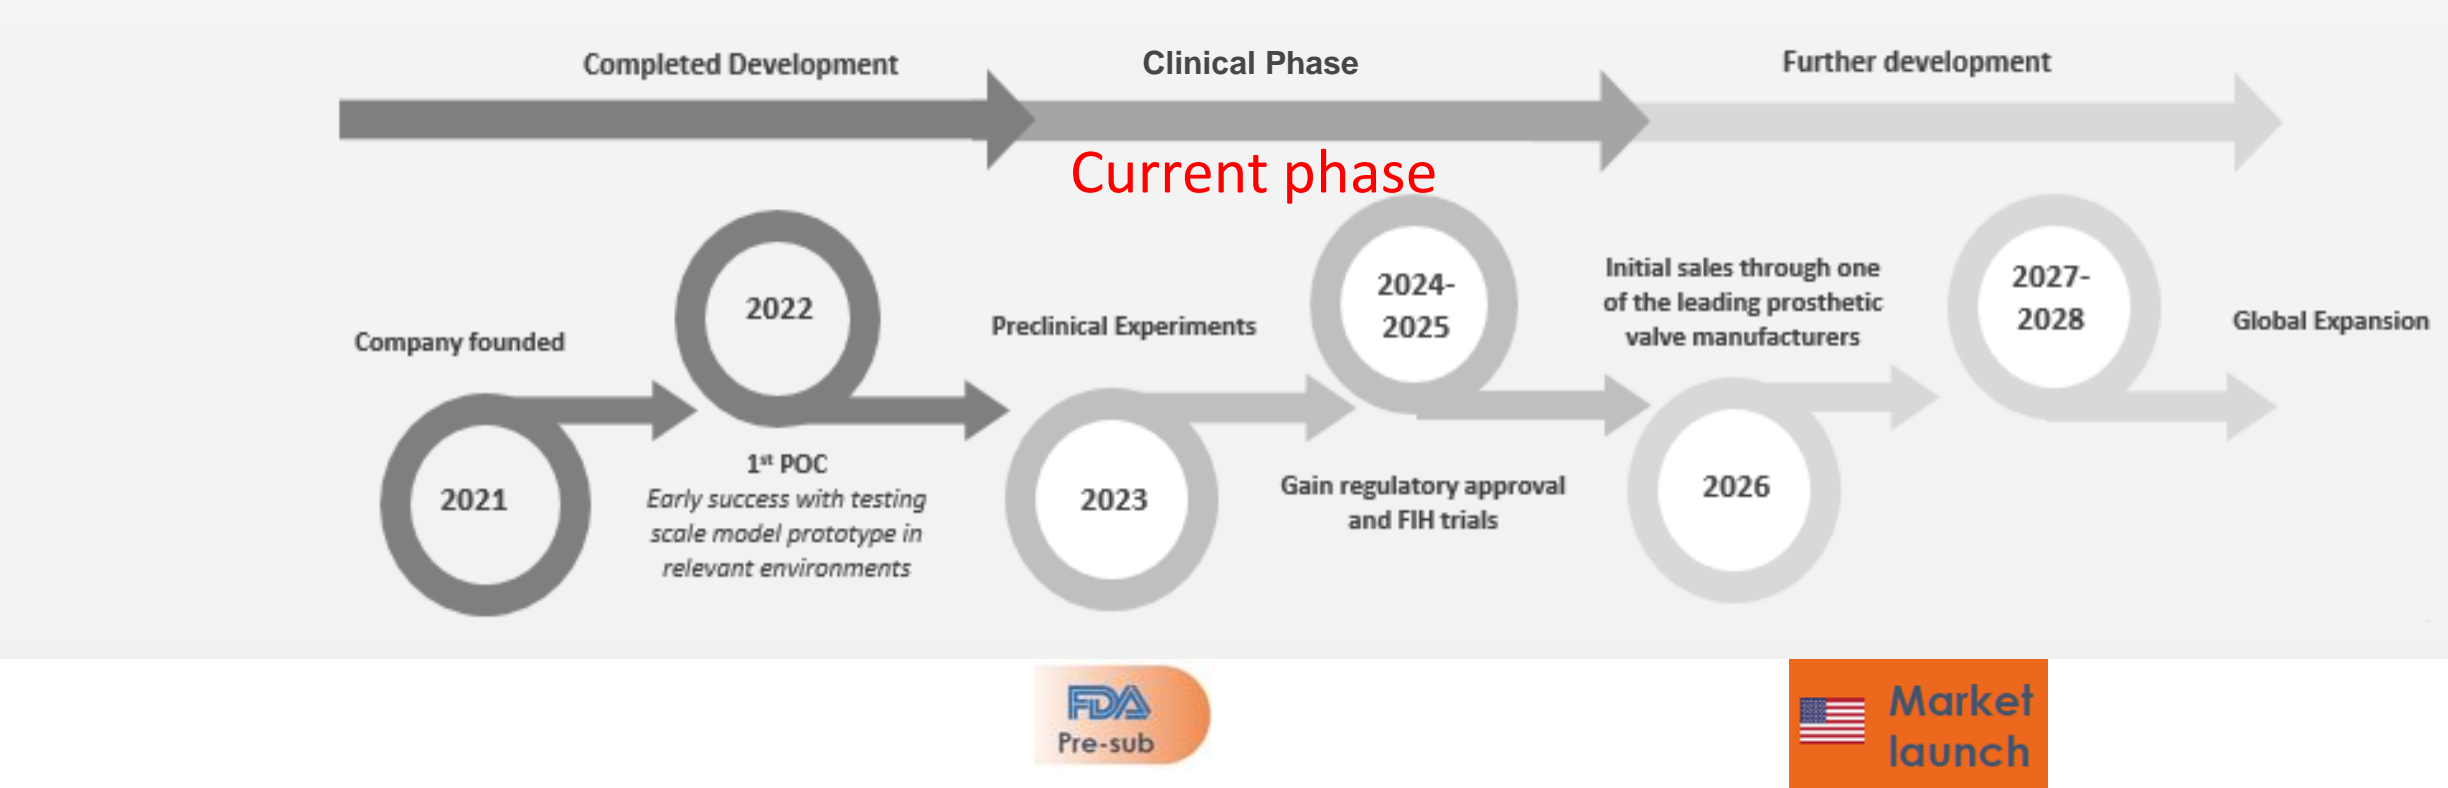 Completed Development
Clinical Phase
Further development
Current phase
Company founded
2021
2022
1st POC
Early success with testing
scale model prototype in
relevant environments
Preclinical Experiments
2023
2024-
2025
Gain regulatory approval
and FIH trials
Initial sales through one
of the leading prosthetic
valve manufacturers
2026
2027-
2028
Global Expansion
FDA
Pre-sub
Market
launch